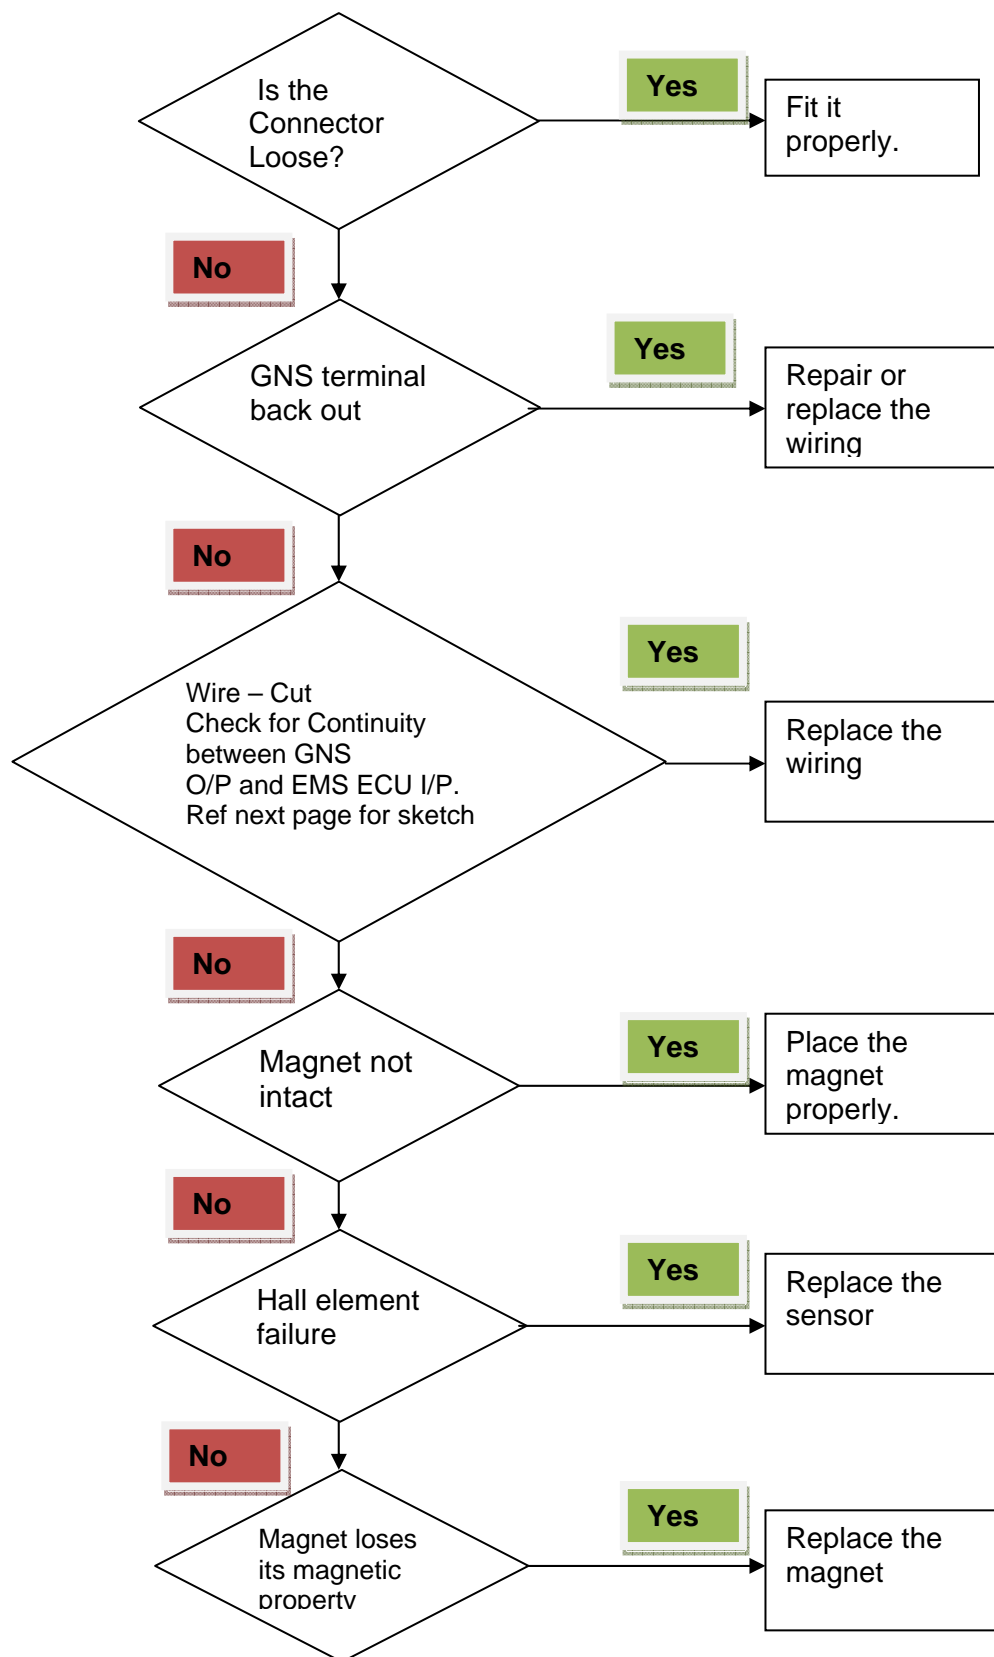 Is the
Connector
Loose?
Yes
Fit it
properly.
No
GNS terminal
back out
Yes
Repair or
replace the
wiring
No
Wire – Cut
Check for Continuity
between GNS
O/P and EMS ECU I/P.
Ref next page for sketch
Yes
Replace the
wiring
No
Magnet not
intact
Yes
Place the
magnet
properly.
No
Hall element
failure
Yes
Replace the
sensor
No
Magnet loses
its magnetic
property
Yes
Replace the
magnet